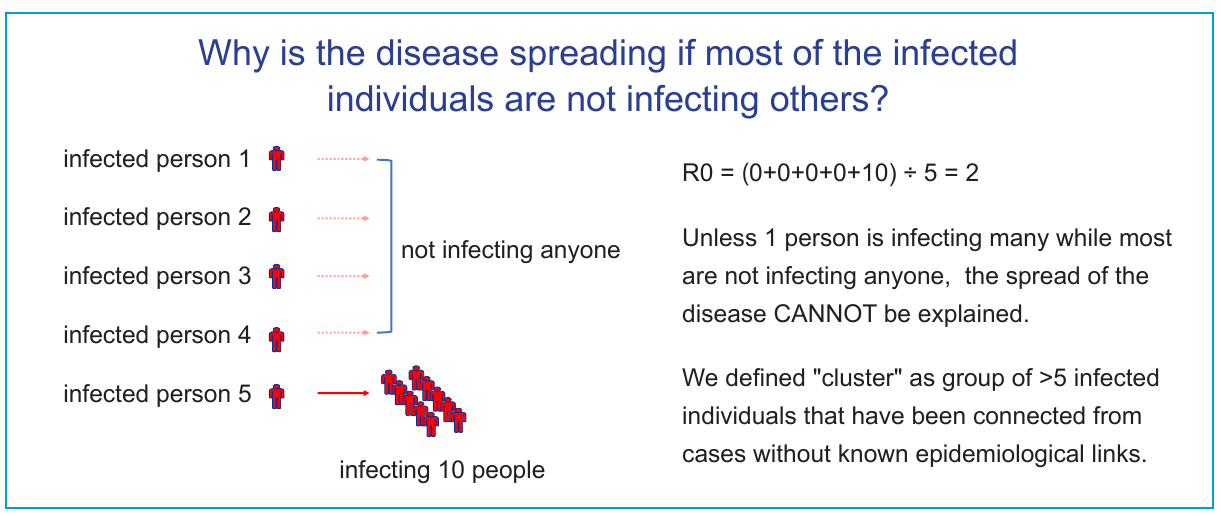 Why is the disease spreading if most of the infected
individuals are not infecting others?
infected person 1
infected person 2
infected person 3
infected person 4
infected person 5
not infecting anyone
infecting 10 people
R0 = (0+0+0+0+10) ÷ 5 = 2
Unless 1 person is infecting many while most
are not infecting anyone,  the spread of the
disease CANNOT be explained.
We defined "cluster" as group of >5 infected
individuals that have been connected from
cases without known epidemiological links.